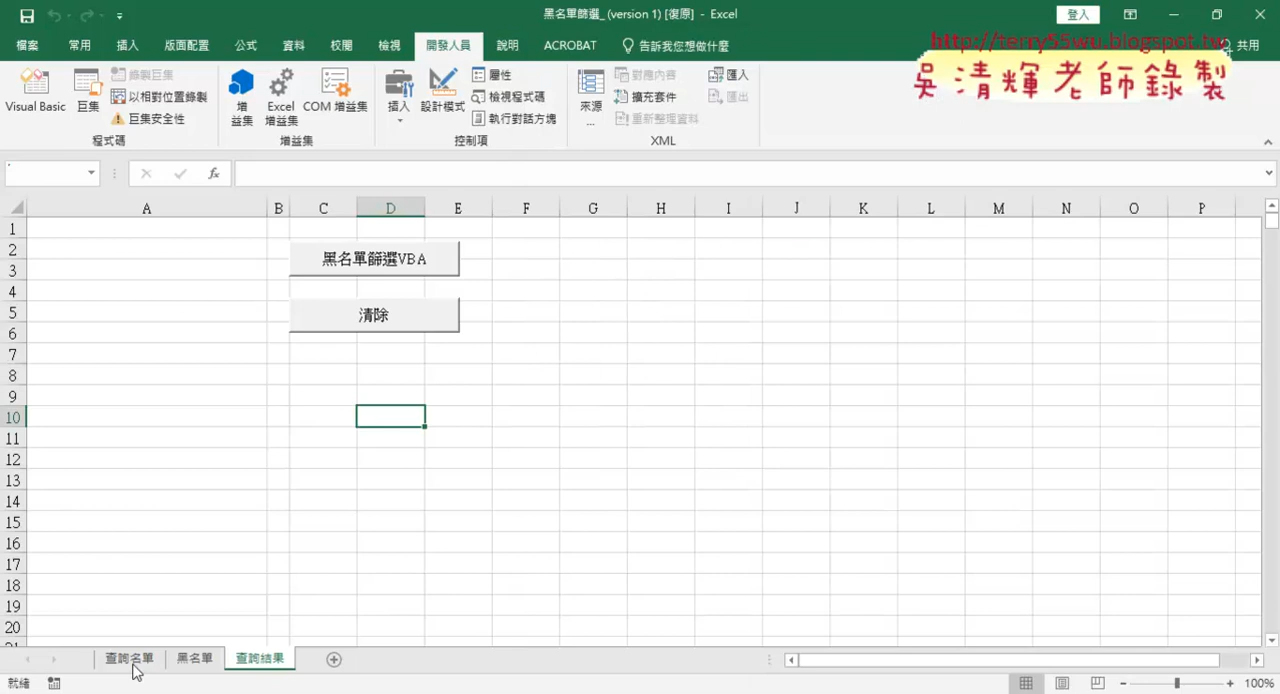 黑名單篩選_ (version 1) [復原] - Excel
登入
檔案 常用 插入 版面配置 公式 資料 校閱 檢視 開發人員 說明 ACROBAT 告訴我您想做什麼 共用
http://terry55wu.blogspot.tw
吳清輝老師錄製
Visual Basic
巨集
錄製巨集
以相對位置錄製
巨集安全性
程式碼
增益集
Excel 增益集
COM 增益集
增益集
插入
設計模式
屬性
檢視程式碼
執行對話方塊
控制項
來源
...
對應內容
擴充套件
重新整理資料
匯入
匯出
XML
fx
A B C D E F G H I J K L M N O P
1
2
3
4
5
6
7
8
9
10
11
12
13
14
15
16
17
18
19
20
黑名單篩選VBA
清除
查詢名單 黑名單 查詢結果
就緒
100%